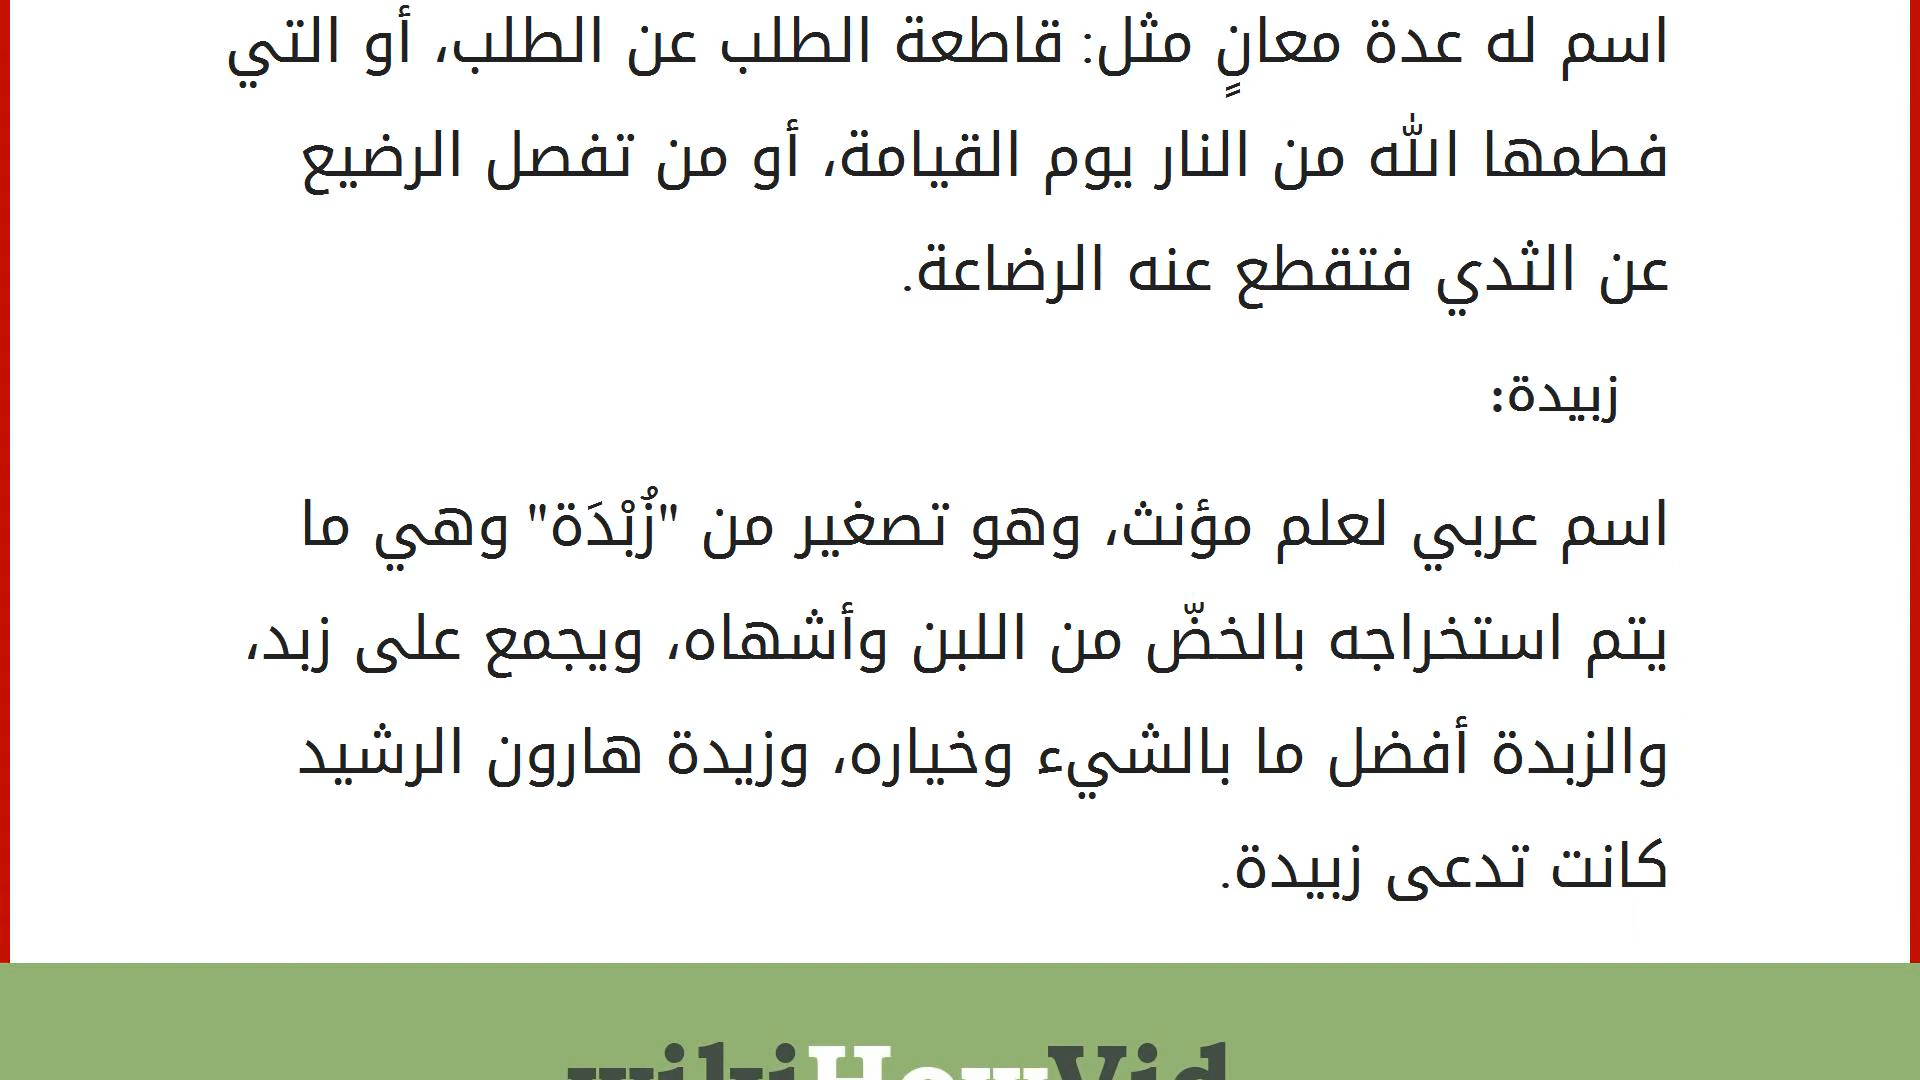 اسم له عدة معانٍ مثل: قاطعة الطلب عن الطلب، أو التي
فطمها الله من النار يوم القيامة، أو من تفصل الرضيع
عن الثدي فتقطع عنه الرضاعة.
زبيدة:
اسم عربي لعلم مؤنث، وهو تصغير من "زُبْدَة" وهي ما
يتم استخراجه بالخضّ من اللبن وأشهاه، ويجمع على زبد،
والزبدة أفضل ما بالشيء وخياره، وزيدة هارون الرشيد
كانت تدعى زبيدة.
wikiHowVid